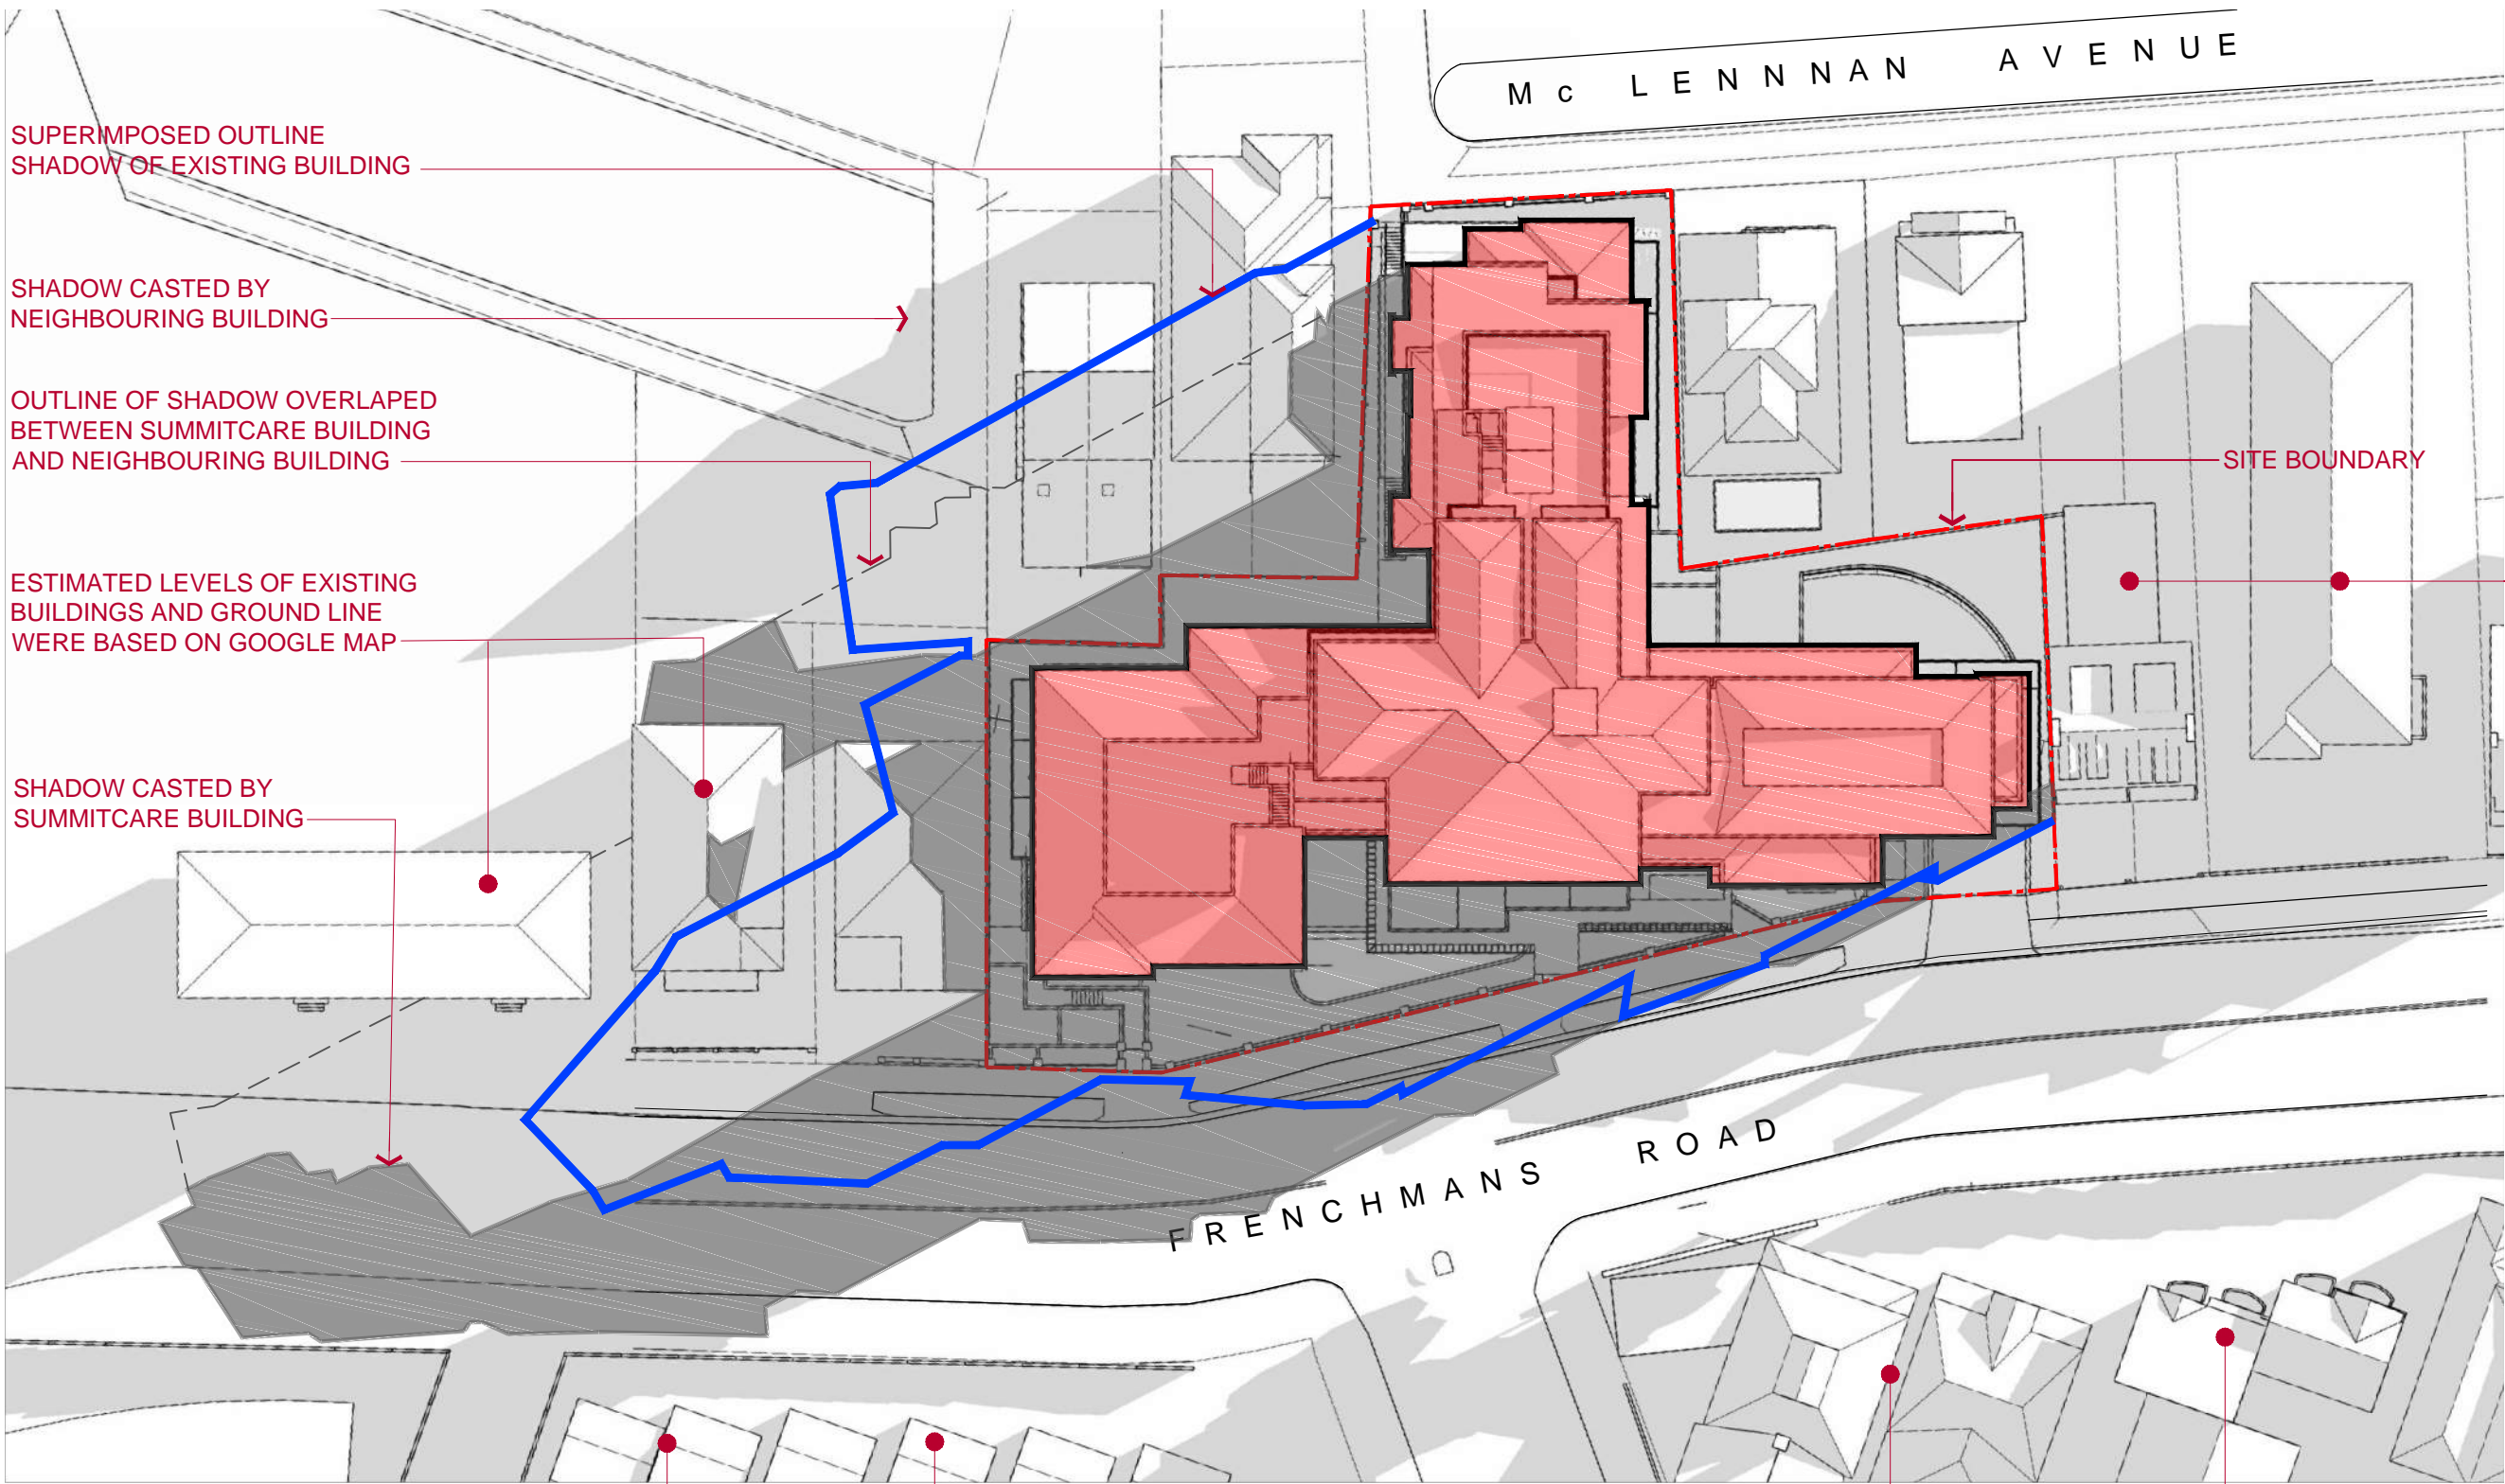 Mc LENNNAN AVENUE
SUPERIMPOSED OUTLINE
SHADOW OF EXISTING BUILDING
SHADOW CASTED BY
NEIGHBOURING BUILDING
OUTLINE OF SHADOW OVERLAPED
BETWEEN SUMMITCARE BUILDING
AND NEIGHBOURING BUILDING
SITE BOUNDARY
ESTIMATED LEVELS OF EXISTING
BUILDINGS AND GROUND LINE
WERE BASED ON GOOGLE MAP
SHADOW CASTED BY
SUMMITCARE BUILDING
FRENCHMANS ROAD